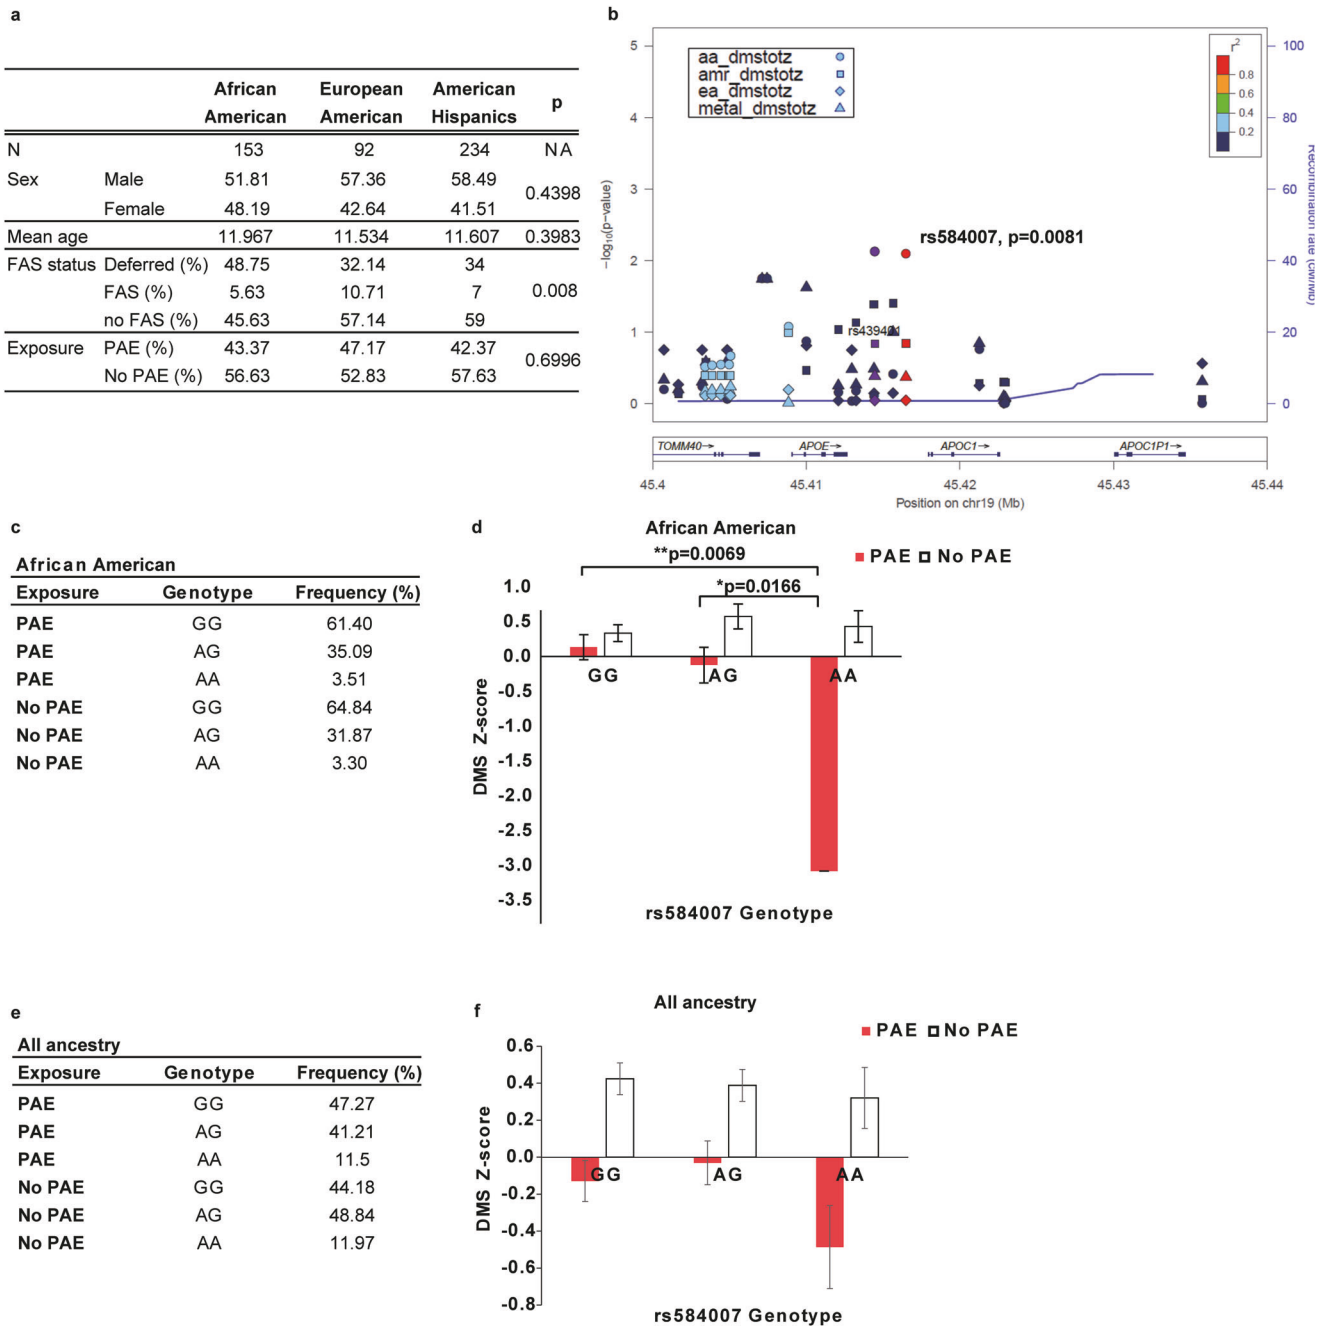 a
African American European American American Hispanics p
N 153 92 234 NA
Sex Male 51.81 57.36 58.49 0.4398
Female 48.19 42.64 41.51
Mean age 11.967 11.534 11.607 0.3983
FAS status Deferred (%) 48.75 32.14 34 0.008
FAS (%) 5.63 10.71 7
no FAS (%) 45.63 57.14 59
Exposure PAE (%) 43.37 47.17 42.37 0.6996
No PAE (%) 56.63 52.83 57.63
b
aa_dmstotz
amr_dmstotz
ea_dmstotz
metal_dmstotz
r²
0.8
0.6
0.4
0.2
rs584007, p=0.0081
rs439401
−log₁₀(p−value)
5
4
3
2
1
0
100
80
60
40
20
0
Recombination rate (cM/Mb)
TOMM40→ APOE→ APOC1→ APOC1P1→
45.4 45.41 45.42 45.43 45.44
Position on chr19 (Mb)
c
African American
Exposure Genotype Frequency (%)
PAE GG 61.40
PAE AG 35.09
PAE AA 3.51
No PAE GG 64.84
No PAE AG 31.87
No PAE AA 3.30
d
African American
PAE No PAE
**p=0.0069
*p=0.0166
1.0
0.5
0.0
-0.5
-1.0
-1.5
-2.0
-2.5
-3.0
-3.5
DMS Z-score
GG AG AA
rs584007 Genotype
e
All ancestry
Exposure Genotype Frequency (%)
PAE GG 47.27
PAE AG 41.21
PAE AA 11.5
No PAE GG 44.18
No PAE AG 48.84
No PAE AA 11.97
f
All ancestry
PAE No PAE
0.6
0.4
0.2
0.0
-0.2
-0.4
-0.6
-0.8
DMS Z-score
GG AG AA
rs584007 Genotype